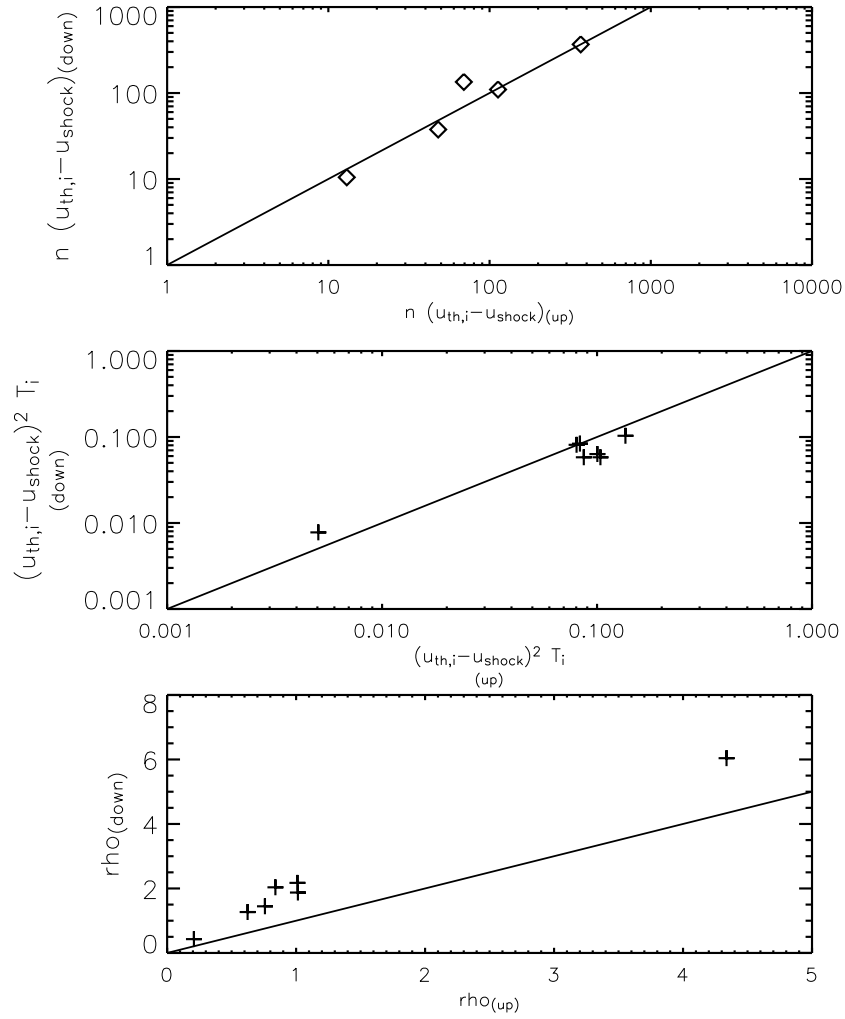 1000
100
10
1
n (u_th,i−u_shock)_(down)
1 10 100 1000 10000
n (u_th,i−u_shock)_(up)
1.000
0.100
0.010
0.001
(u_th,i−u_shock)² T_i
(down)
0.001 0.010 0.100 1.000
(u_th,i−u_shock)² T_i
(up)
8
6
4
2
0
rho_(down)
0 1 2 3 4 5
rho_(up)